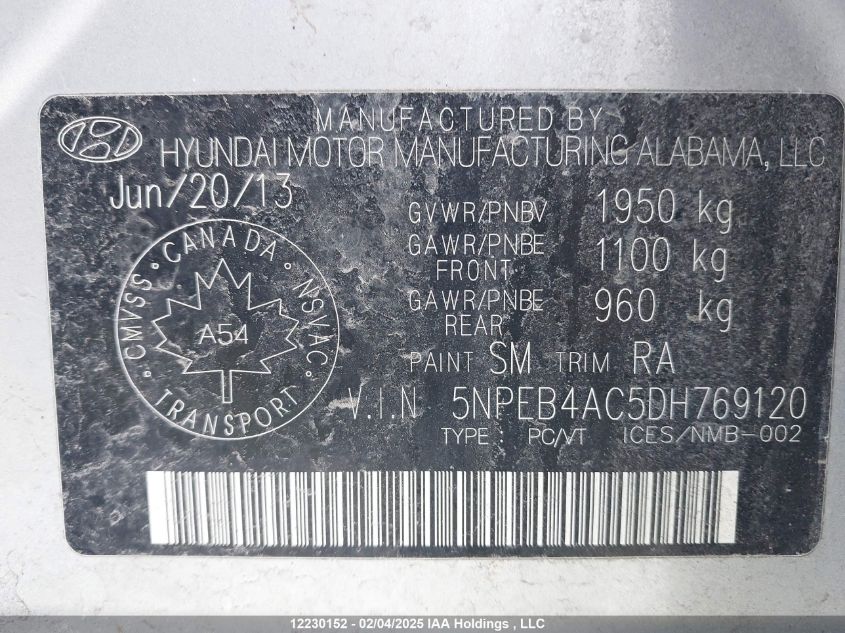 MANUFACTURED BY
HYUNDAI MOTOR MANUFACTURING ALABAMA, LLC
Jun/20/13
GVWR/PNBV 1950 kg
GAWR/PNBE FRONT 1100 kg
GAWR/PNBE REAR 960 kg
CANADA
CMVSS NSVAC
A54
TRANSPORT
PAINT SM TRIM RA
V.I.N 5NPEB4AC5DH769120
TYPE : PC/VT ICES/NMB-002
12230152 - 02/04/2025 IAA Holdings , LLC